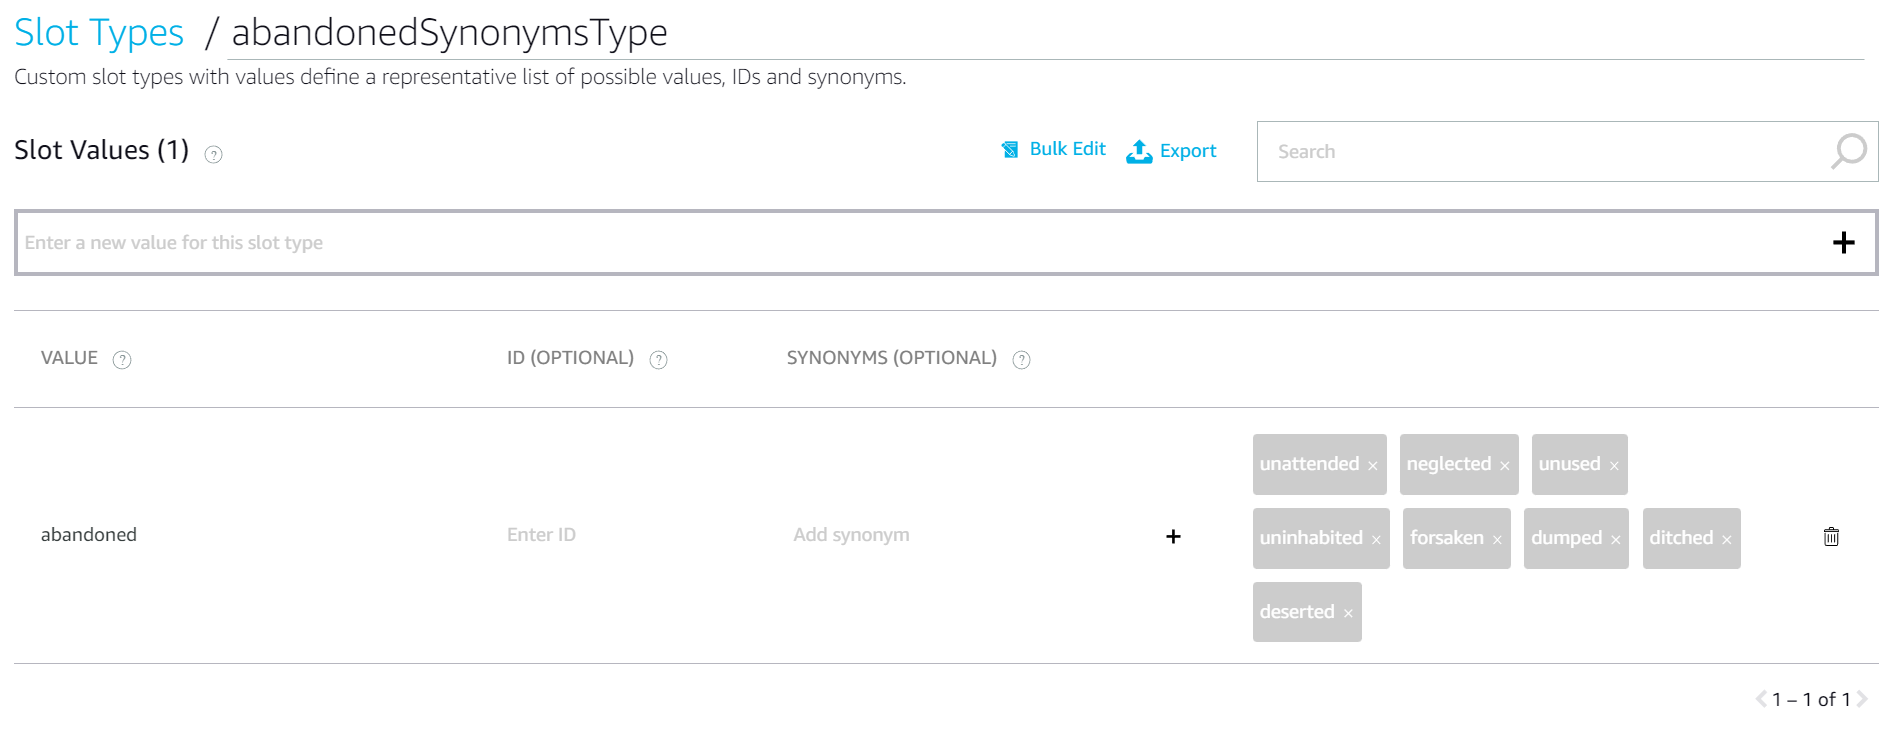 Slot Types / abandonedSynonymsType
Custom slot types with values define a representative list of possible values, IDs and synonyms.
Slot Values (1) ?
Bulk Edit Export Search
Enter a new value for this slot type +
VALUE ? ID (OPTIONAL) ? SYNONYMS (OPTIONAL) ?
unattended × neglected × unused ×
abandoned Enter ID Add synonym + uninhabited × forsaken × dumped × ditched ×
deserted ×
1 – 1 of 1